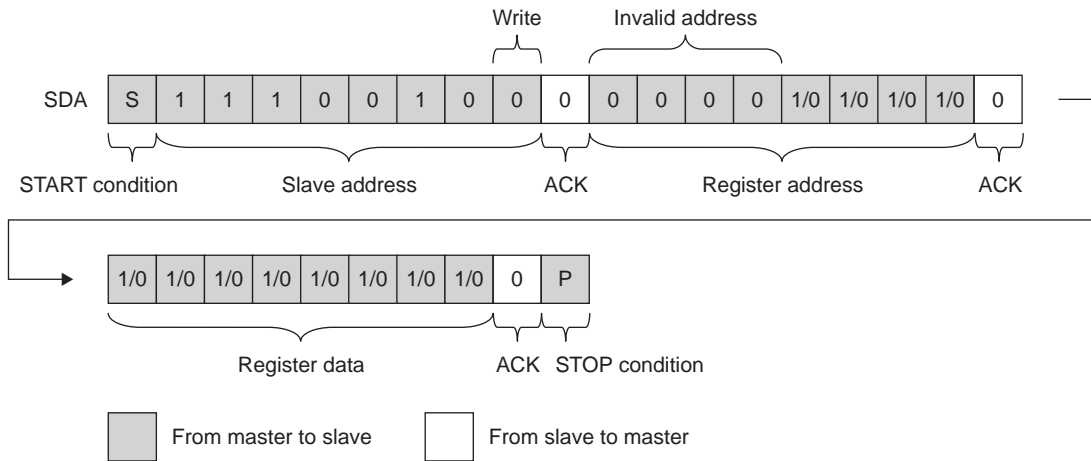 Write Invalid address
SDA S 1 1 1 0 0 1 0 0 0 0 0 0 0 1/0 1/0 1/0 1/0 0
START condition Slave address ACK Register address ACK
1/0 1/0 1/0 1/0 1/0 1/0 1/0 1/0 0 P
Register data ACK STOP condition
From master to slave From slave to master